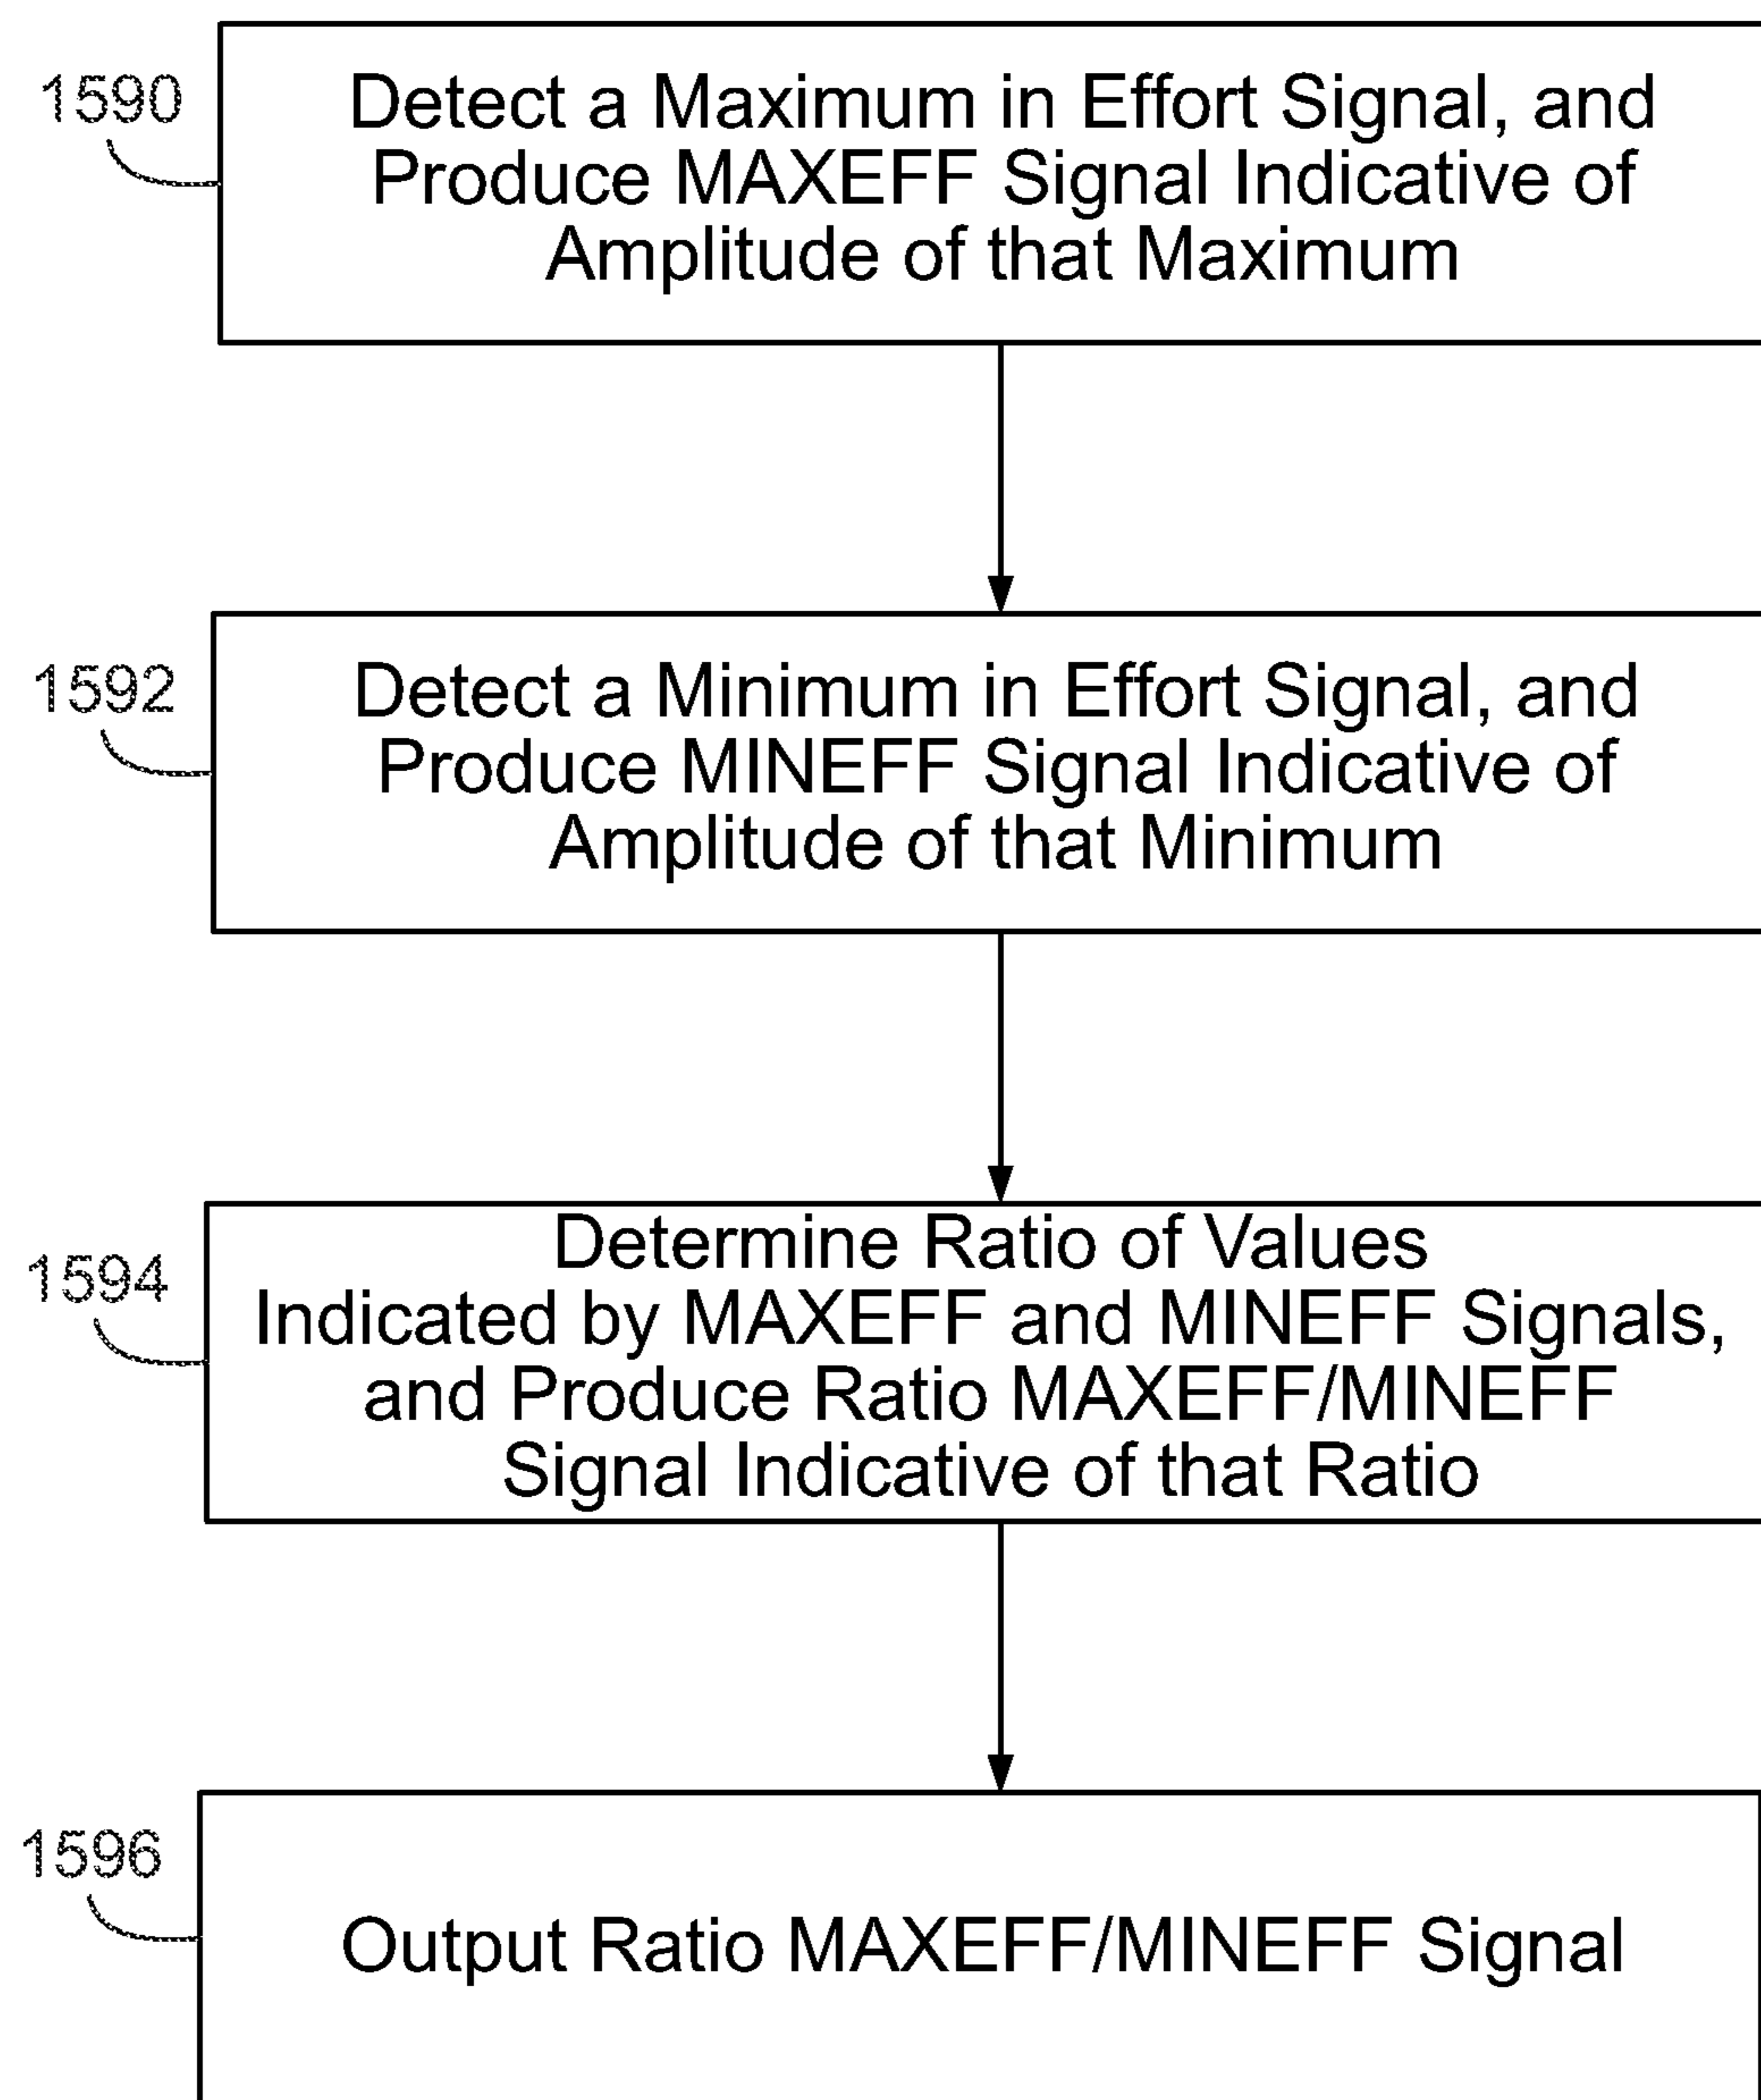 1590
Detect a Maximum in Effort Signal, and
Produce MAXEFF Signal Indicative of
Amplitude of that Maximum
1592
Detect a Minimum in Effort Signal, and
Produce MINEFF Signal Indicative of
Amplitude of that Minimum
1594
Determine Ratio of Values
Indicated by MAXEFF and MINEFF Signals,
and Produce Ratio MAXEFF/MINEFF
Signal Indicative of that Ratio
1596
Output Ratio MAXEFF/MINEFF Signal